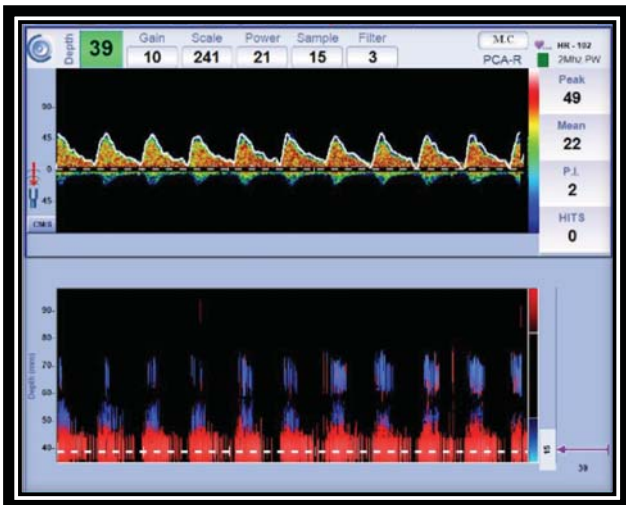 Depth 39 Gain 10 Scale 241 Power 21 Sample 15 Filter 3
M.C
PCA-R
HR - 102
2Mhz PW
Peak
49
Mean
22
P.I.
2
HITS
0
90-
45-
0-
45-
CM/S
Depth (mm)
90-
80-
70-
60-
50-
40-
15
39